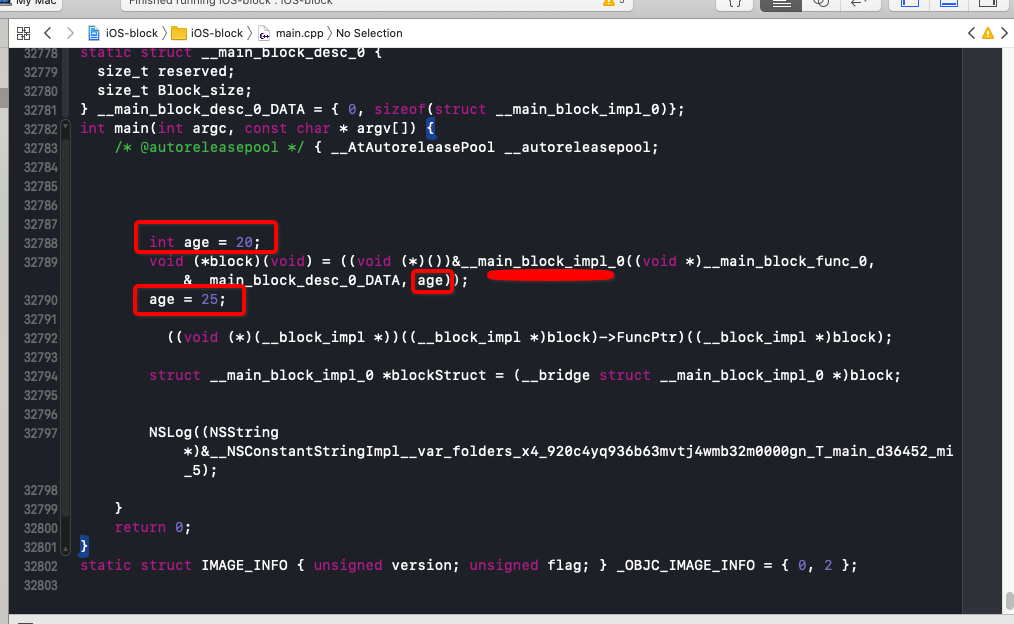 My Mac
Finished running iOS-block : iOS-block
iOS-block iOS-block main.cpp No Selection
32778 static struct __main_block_desc_0 {
32779 size_t reserved;
32780 size_t Block_size;
32781 } __main_block_desc_0_DATA = { 0, sizeof(struct __main_block_impl_0)};
32782 int main(int argc, const char * argv[]) {
32783 /* @autoreleasepool */ { __AtAutoreleasePool __autoreleasepool;
32784
32785
32786
32787
32788 int age = 20;
32789 void (*block)(void) = ((void (*)())&__main_block_impl_0((void *)__main_block_func_0,
&__main_block_desc_0_DATA, age));
32790 age = 25;
32791
32792 ((void (*)(__block_impl *))((__block_impl *)block)->FuncPtr)((__block_impl *)block);
32793
32794 struct __main_block_impl_0 *blockStruct = (__bridge struct __main_block_impl_0 *)block;
32795
32796
32797 NSLog((NSString
*)&__NSConstantStringImpl__var_folders_x4_920c4yq936b63mvtj4wmb32m0000gn_T_main_d36452_mi
_5);
32798
32799 }
32800 return 0;
32801 }
32802 static struct IMAGE_INFO { unsigned version; unsigned flag; } _OBJC_IMAGE_INFO = { 0, 2 };
32803